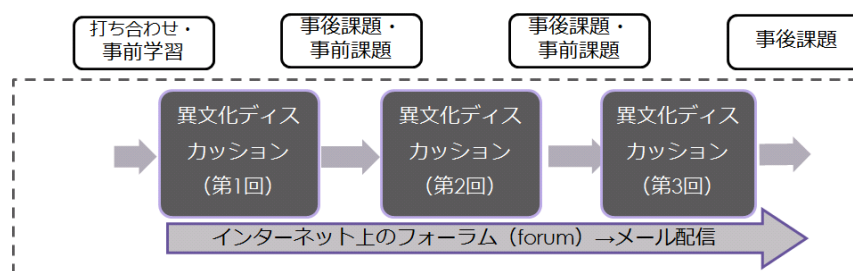 打ち合わせ・
事前学習
事後課題・
事前課題
事後課題・
事前課題
事後課題
異文化ディス
カッション
（第1回）
異文化ディス
カッション
（第2回）
異文化ディス
カッション
（第3回）
インターネット上のフォーラム（forum）→メール配信